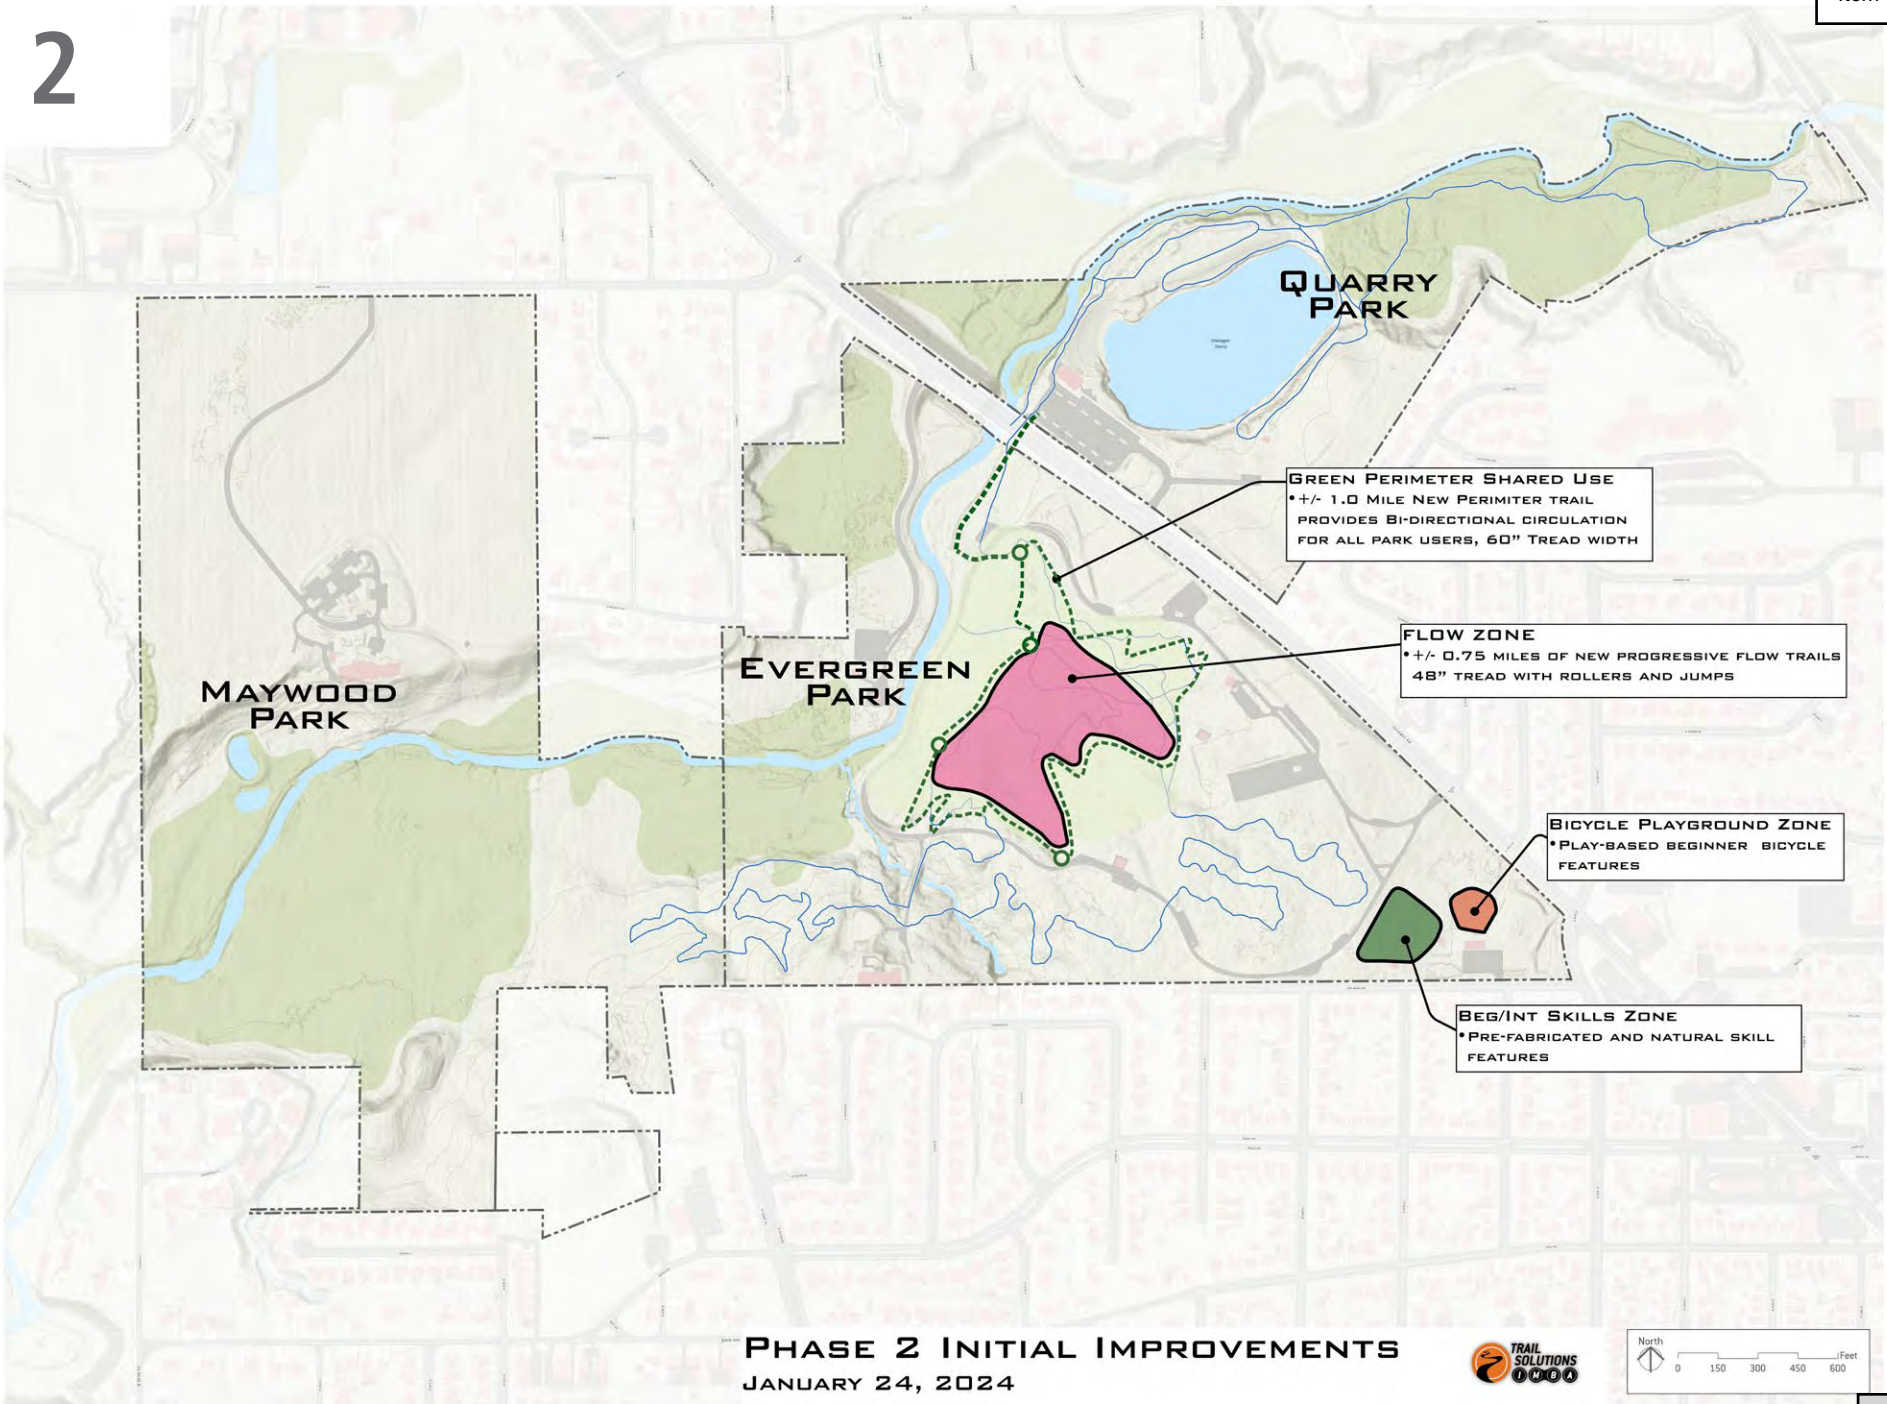 2
QUARRY
PARK
GREEN PERIMETER SHARED USE
• +/- 1.0 MILE NEW PERIMITER TRAIL
PROVIDES BI-DIRECTIONAL CIRCULATION
FOR ALL PARK USERS, 60" TREAD WIDTH
FLOW ZONE
• +/- 0.75 MILES OF NEW PROGRESSIVE FLOW TRAILS
48" TREAD WITH ROLLERS AND JUMPS
EVERGREEN
PARK
MAYWOOD
PARK
BICYCLE PLAYGROUND ZONE
• PLAY-BASED BEGINNER BICYCLE
FEATURES
BEG/INT SKILLS ZONE
• PRE-FABRICATED AND NATURAL SKILL
FEATURES
PHASE 2 INITIAL IMPROVEMENTS
JANUARY 24, 2024
TRAIL
SOLUTIONS
IMBA
North
Feet
0 150 300 450 600